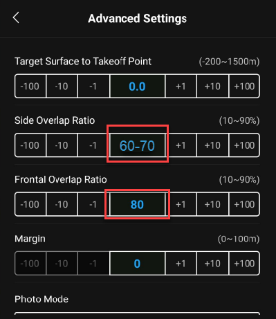 Advanced Settings
Target Surface to Takeoff Point (-200~1500m)
-100 -10 -1 0.0 +1 +10 +100
Side Overlap Ratio (10~90%)
-100 -10 -1 60-70 +1 +10 +100
Frontal Overlap Ratio (10~90%)
-100 -10 -1 80 +1 +10 +100
Margin (0~100m)
-100 -10 -1 0 +1 +10 +100
Photo Mode